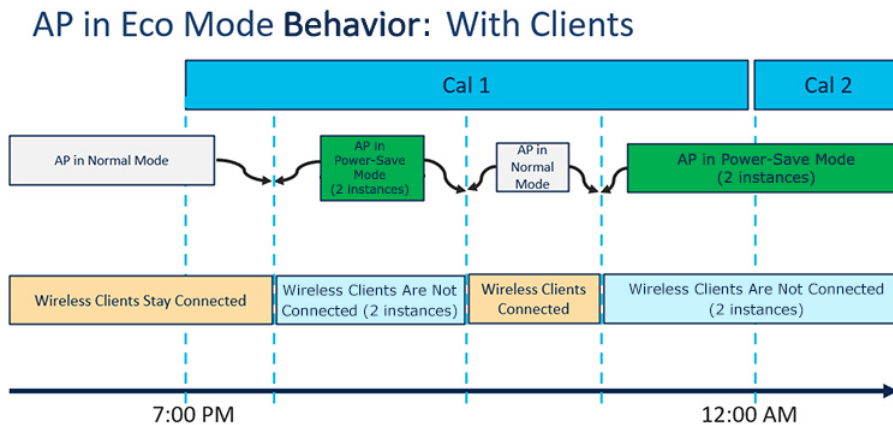 AP in Eco Mode Behavior: With Clients
Cal 1
Cal 2
AP in Normal Mode
AP in
Power-Save
Mode
(2 instances)
AP in
Normal
Mode
AP in Power-Save Mode
(2 instances)
Wireless Clients Stay Connected
Wireless Clients Are Not
Connected (2 instances)
Wireless Clients
Connected
Wireless Clients Are Not Connected
(2 instances)
7:00 PM
12:00 AM